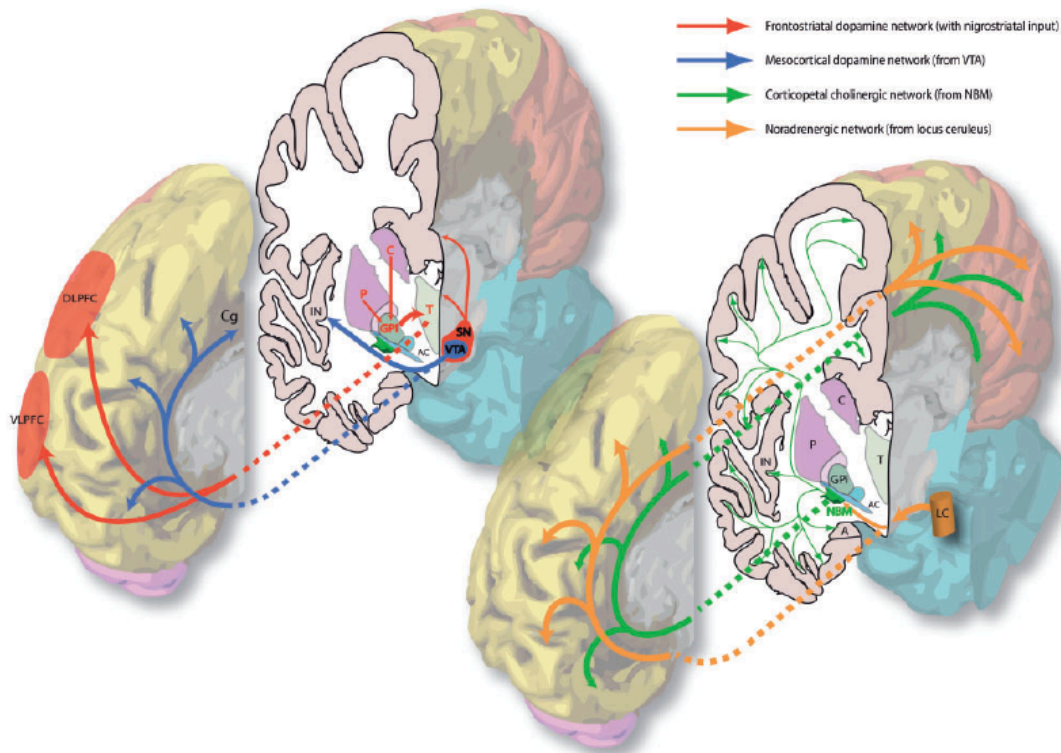 Frontostriatal dopamine network (with nigrostriatal input)
Mesocortical dopamine network (from VTA)
Corticopetal cholinergic network (from NBM)
Noradrenergic network (from locus ceruleus)
DLPFC
Cg
VLPFC
C
P
IN
GPI
T
SN
VTA
AC
C
P
IN
T
GPI
NBM
AC
A
LC